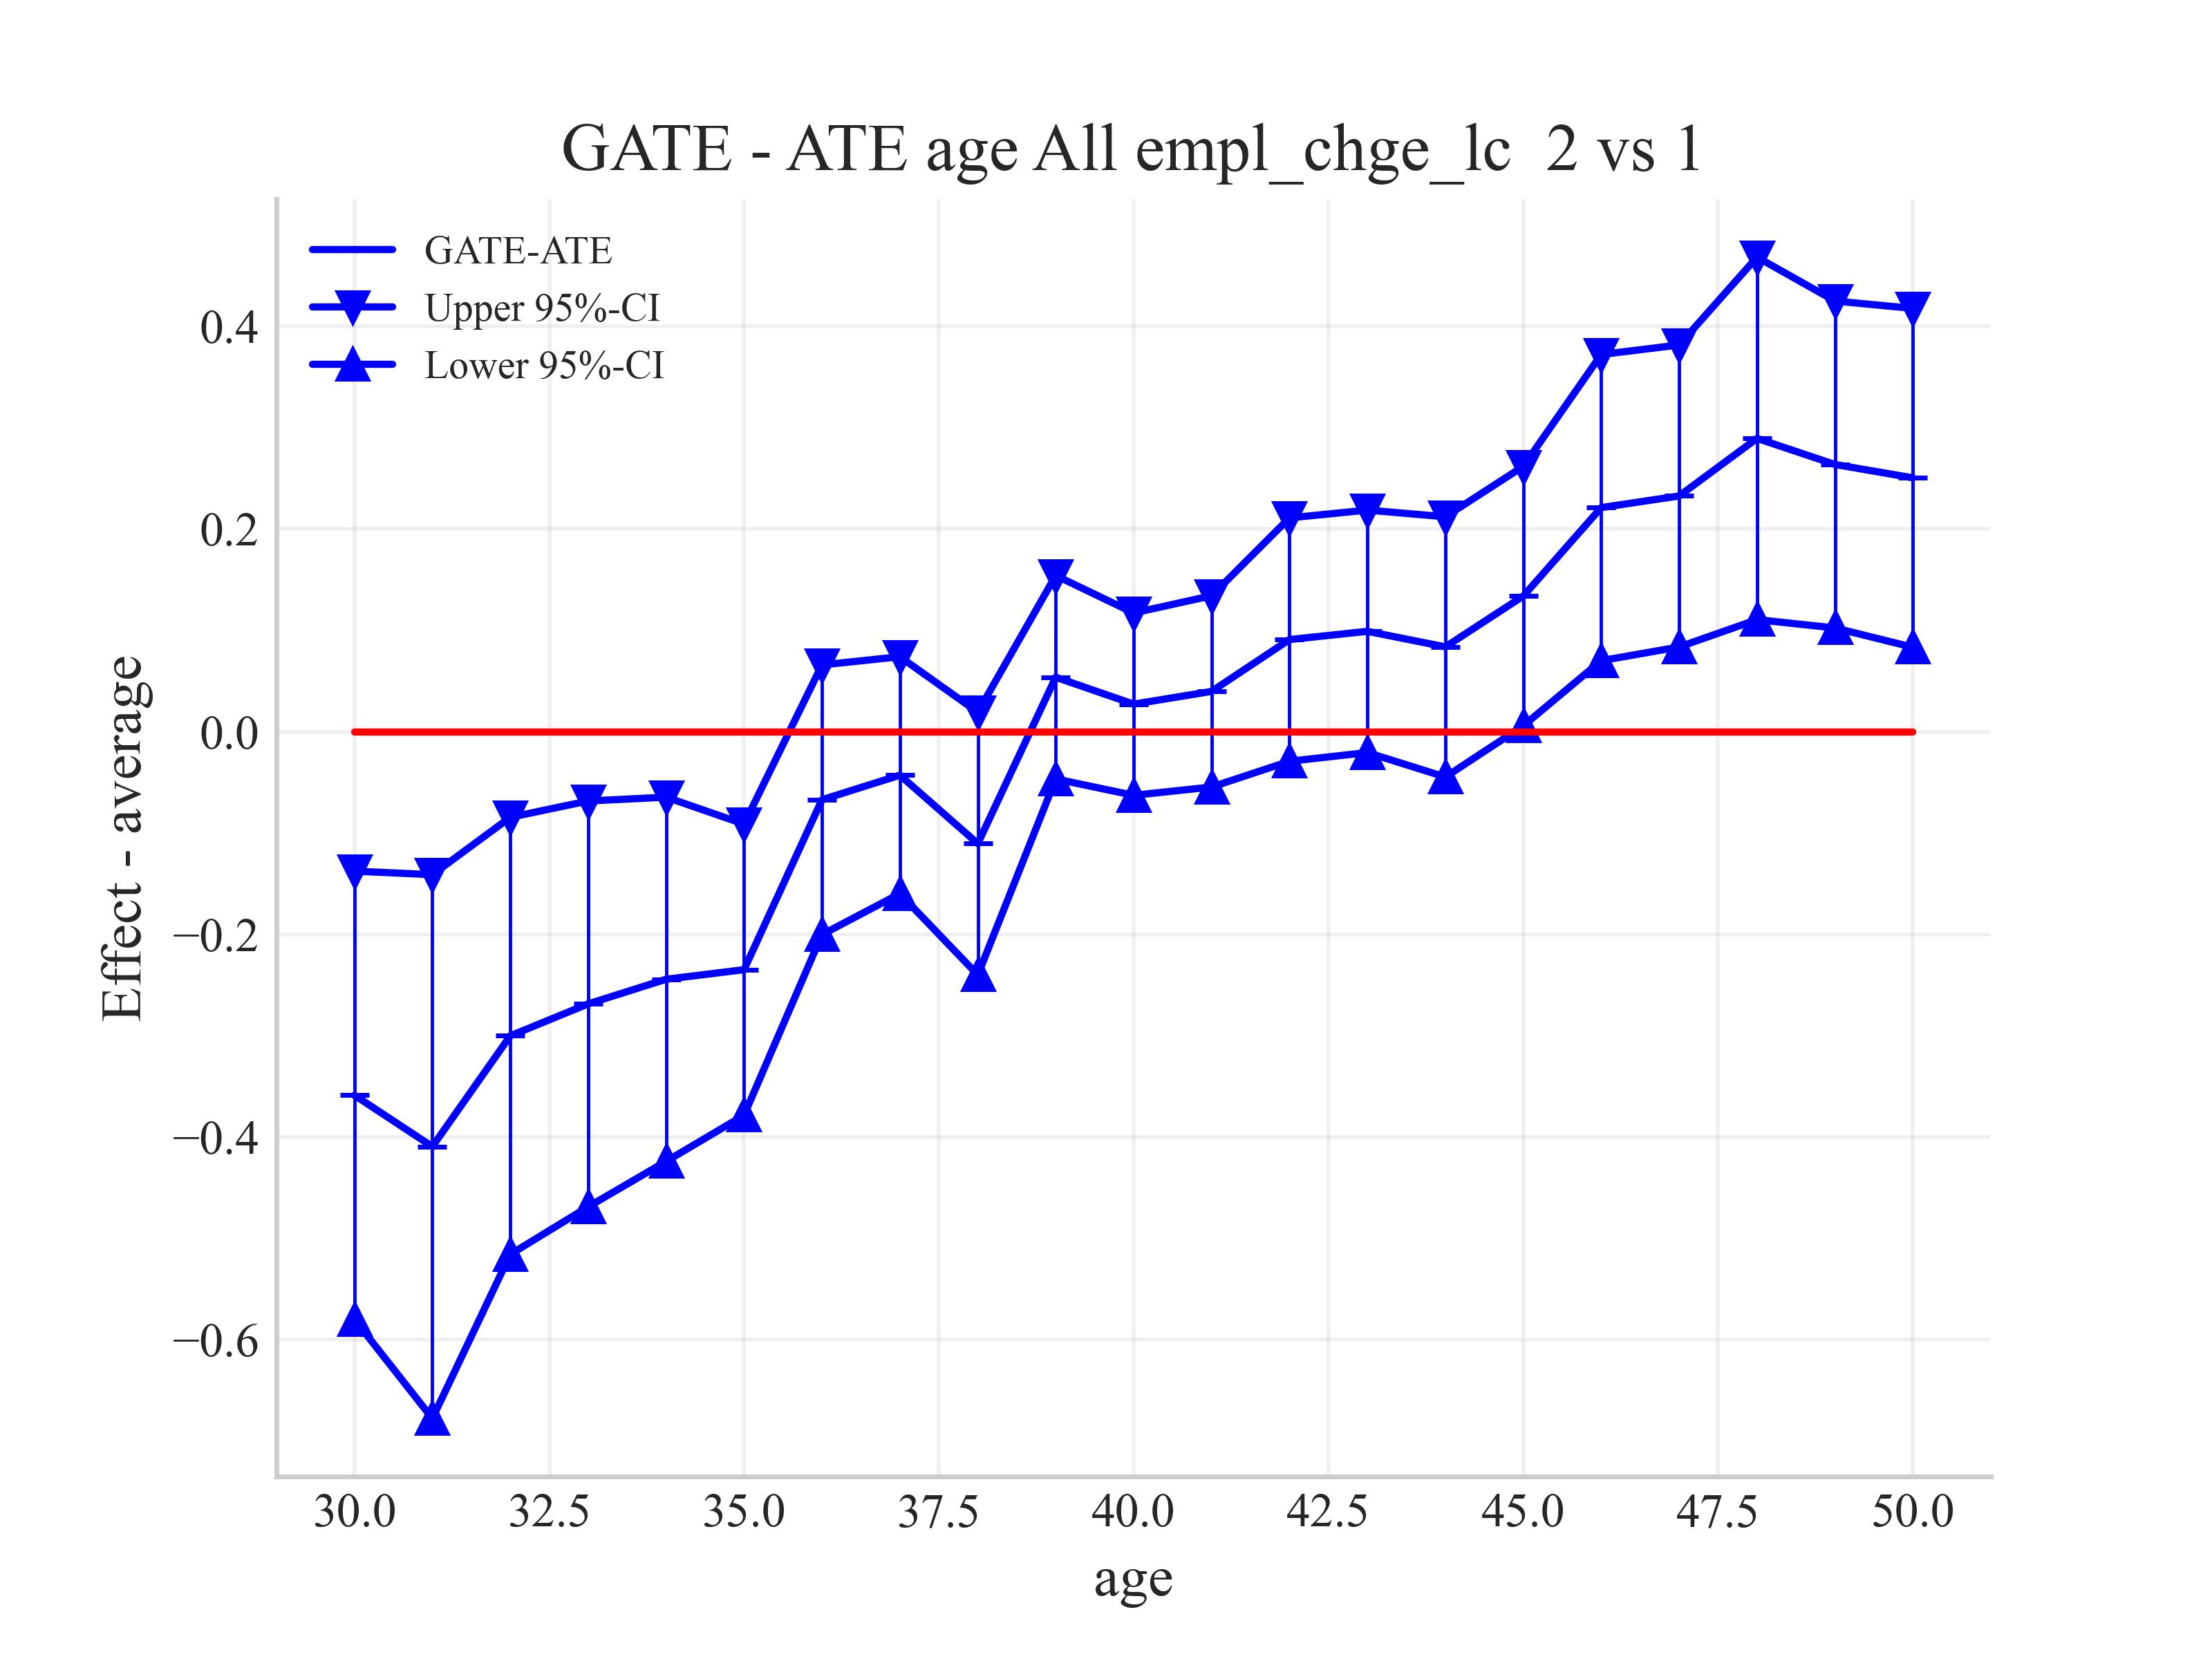 GATE - ATE age All empl_chge_lc 2 vs 1
GATE-ATE
Upper 95%-CI
Lower 95%-CI
0.4
0.2
0.0
−0.2
−0.4
−0.6
Effect - average
30.0 32.5 35.0 37.5 40.0 42.5 45.0 47.5 50.0
age